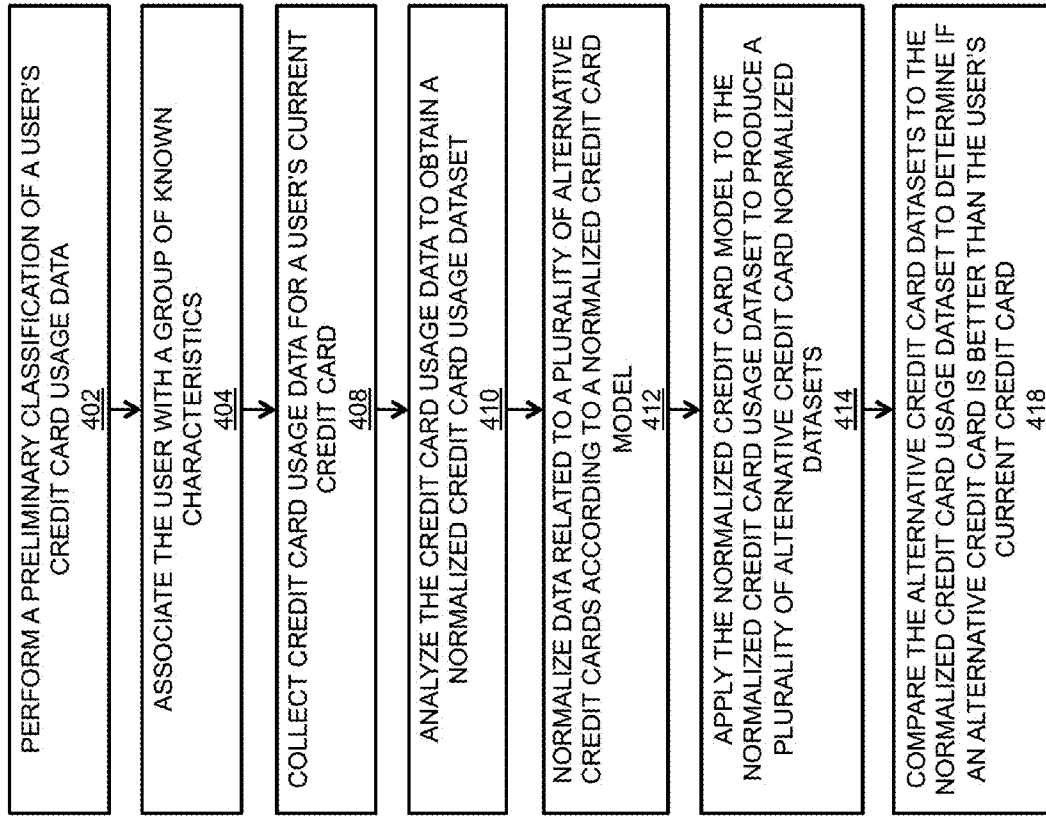 PERFORM A PRELIMINARY CLASSIFICATION OF A USER'S
CREDIT CARD USAGE DATA
402
ASSOCIATE THE USER WITH A GROUP OF KNOWN
CHARACTERISTICS
404
COLLECT CREDIT CARD USAGE DATA FOR A USER'S CURRENT
CREDIT CARD
408
ANALYZE THE CREDIT CARD USAGE DATA TO OBTAIN A
NORMALIZED CREDIT CARD USAGE DATASET
410
NORMALIZE DATA RELATED TO A PLURALITY OF ALTERNATIVE
CREDIT CARDS ACCORDING TO A NORMALIZED CREDIT CARD
MODEL
412
APPLY THE NORMALIZED CREDIT CARD MODEL TO THE
NORMALIZED CREDIT CARD USAGE DATASET TO PRODUCE A
PLURALITY OF ALTERNATIVE CREDIT CARD NORMALIZED
DATASETS
414
COMPARE THE ALTERNATIVE CREDIT CARD DATASETS TO THE
NORMALIZED CREDIT CARD USAGE DATASET TO DETERMINE IF
AN ALTERNATIVE CREDIT CARD IS BETTER THAN THE USER'S
CURRENT CREDIT CARD
418